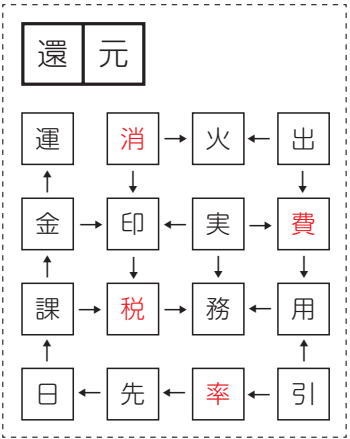 還元
運 消 → 火 ← 出
↑ ↓ ↓
金 → 印 ← 実 → 費
↑ ↓ ↓ ↓
課 → 税 → 務 ← 用
↑ ↑
日 ← 先 ← 率 ← 引